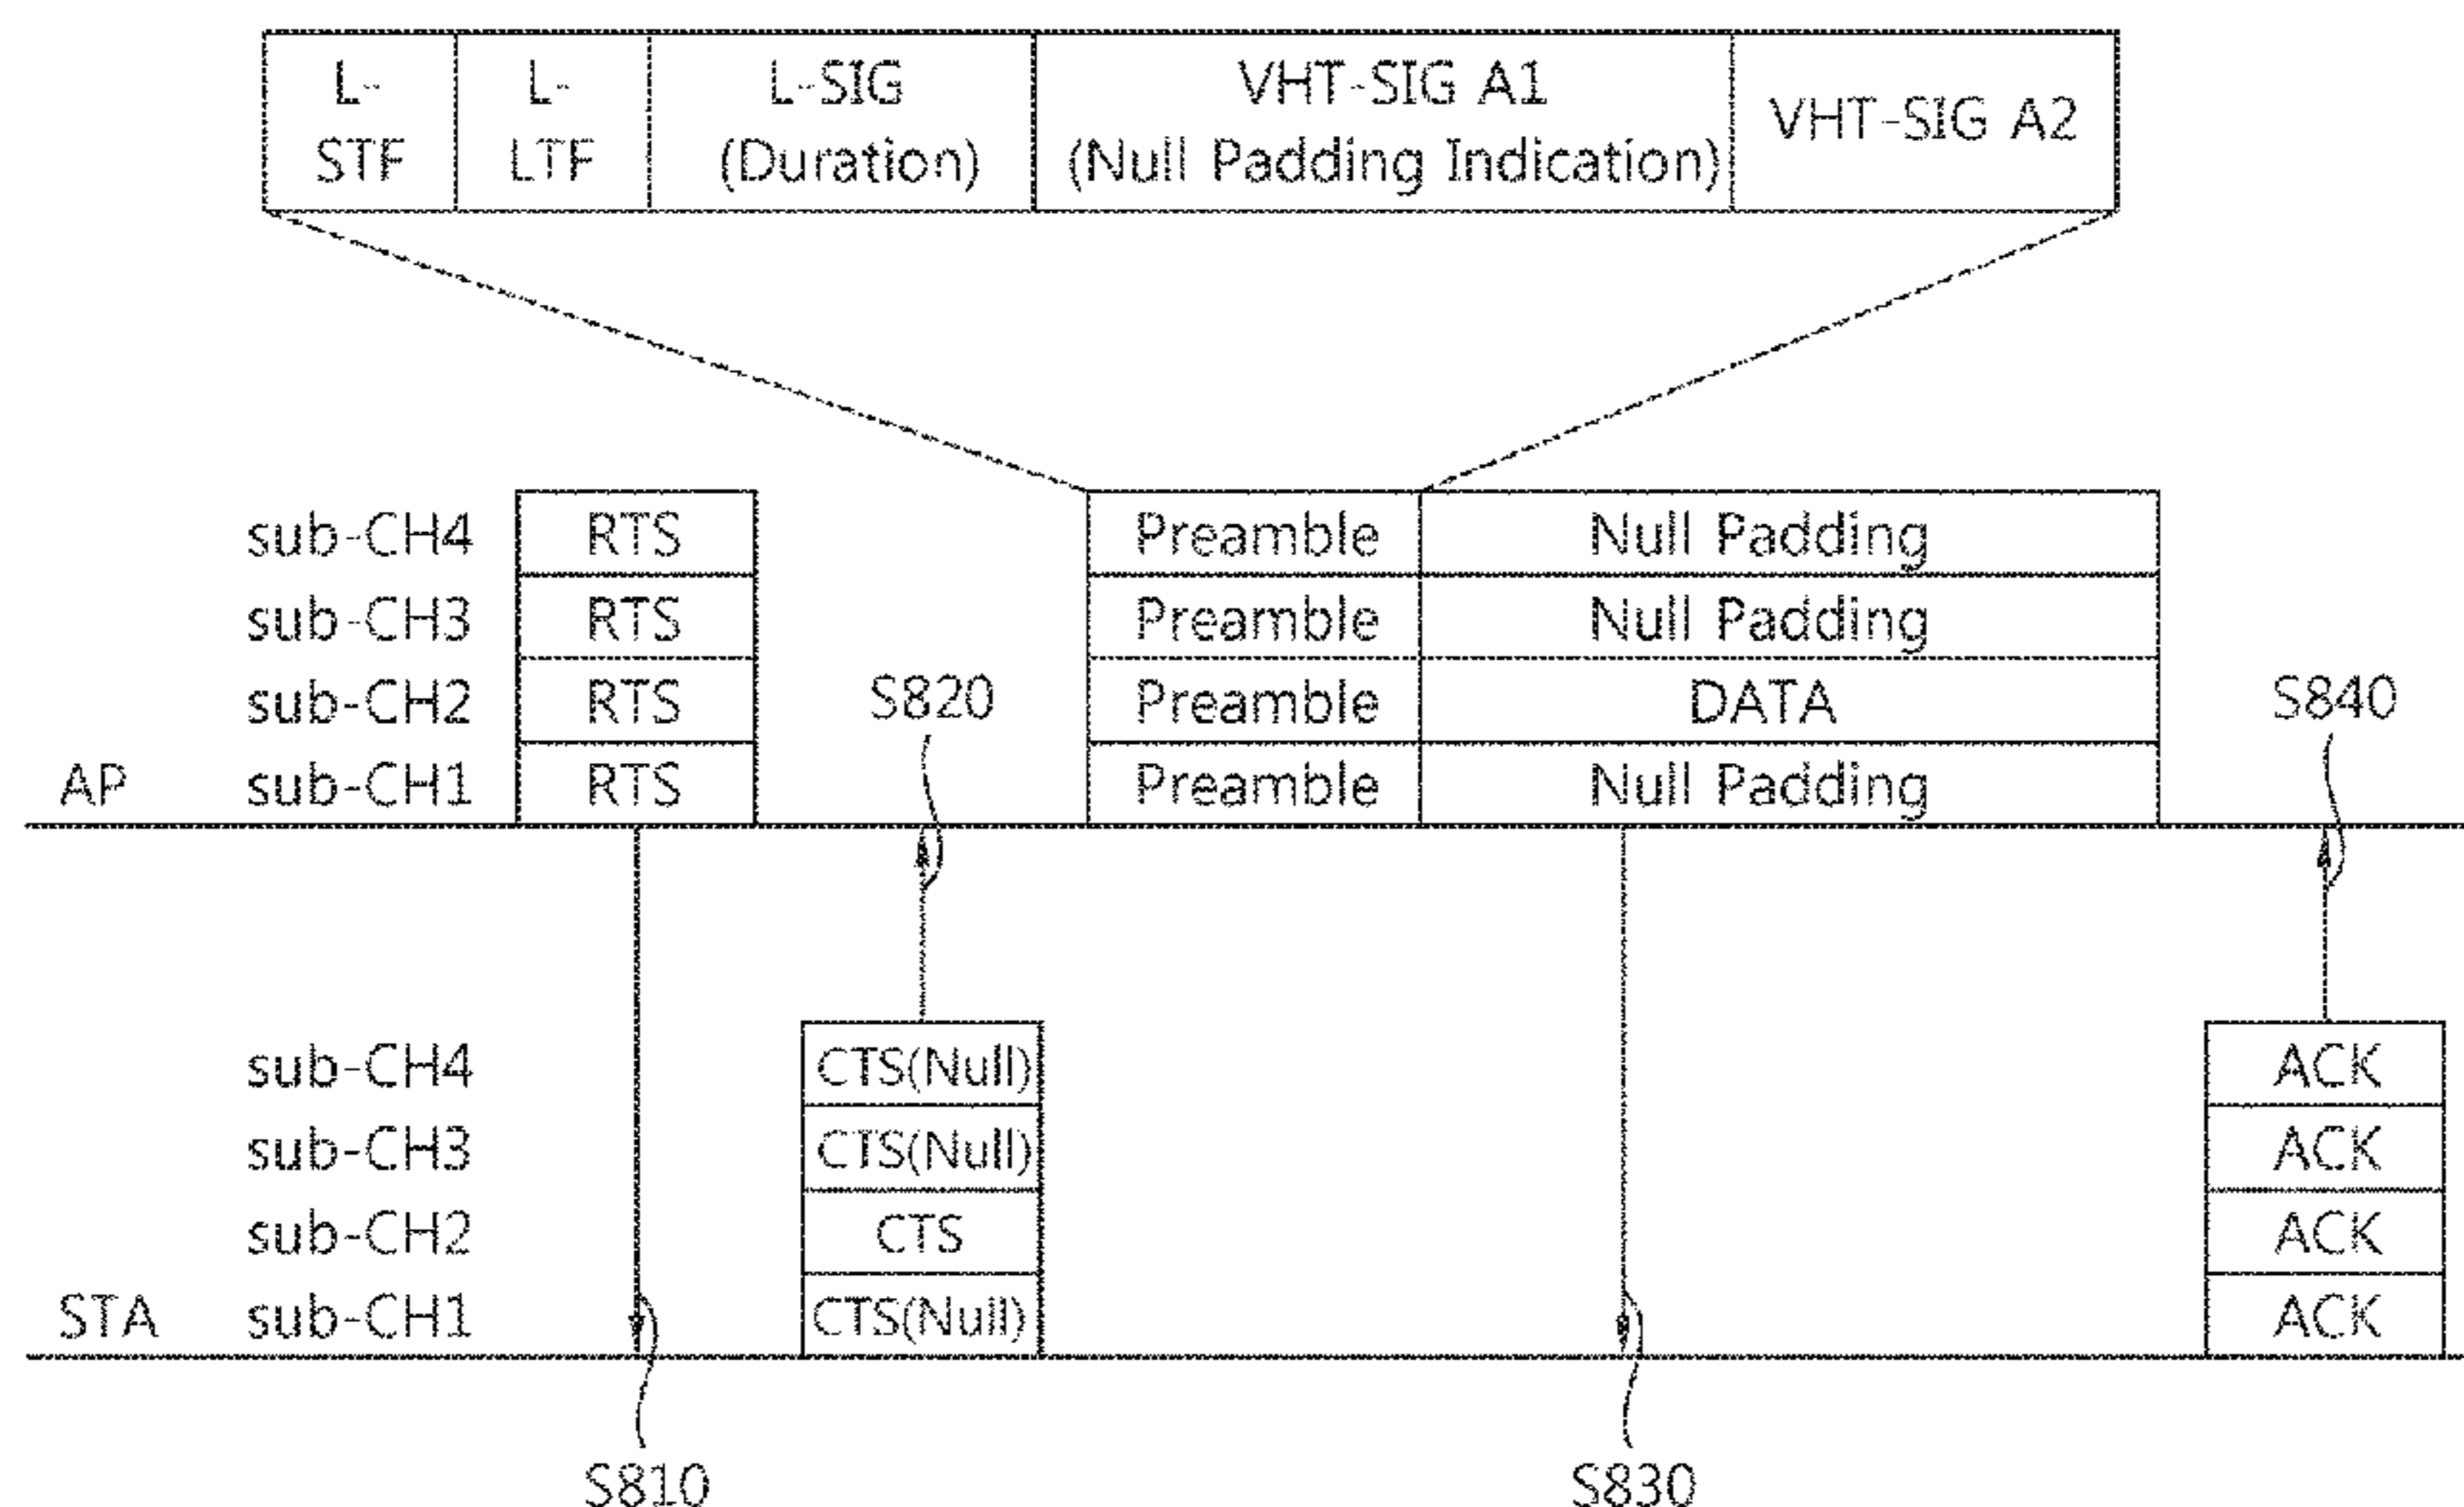 L-
STF
L-
LTF
L-SIG
(Duration)
VHT-SIG A1
(Null Padding Indication)
VHT-SIG A2
sub-CH4 RTS Preamble Null Padding
sub-CH3 RTS Preamble Null Padding
S820
S840
sub-CH2 RTS Preamble DATA
AP sub-CH1 RTS Preamble Null Padding
sub-CH4 CTS(Null) ACK
sub-CH3 CTS(Null) ACK
sub-CH2 CTS ACK
STA sub-CH1 CTS(Null) ACK
S810
S830